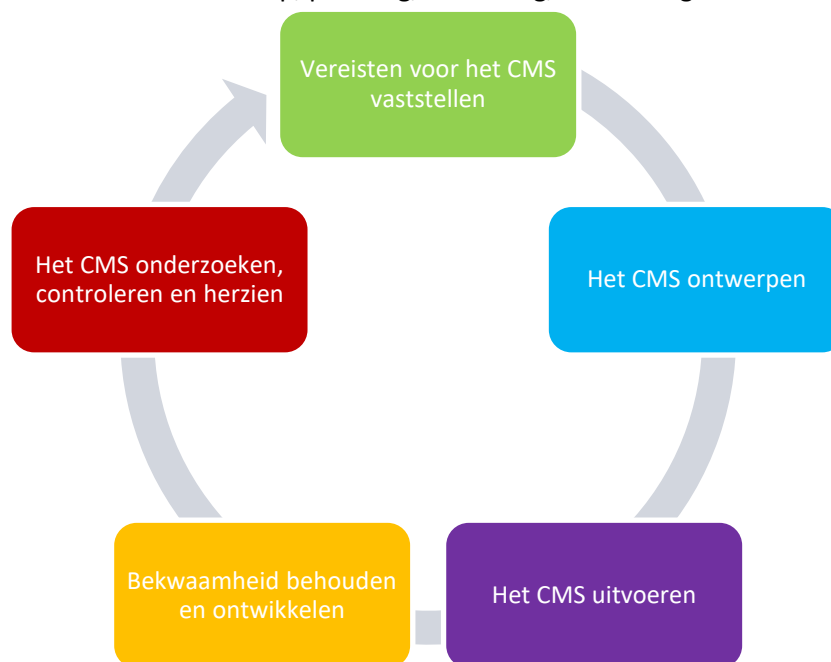 Vereisten voor het CMS
vaststellen
Het CMS ontwerpen
Het CMS uitvoeren
Bekwaamheid behouden
en ontwikkelen
Het CMS onderzoeken,
controleren en herzien